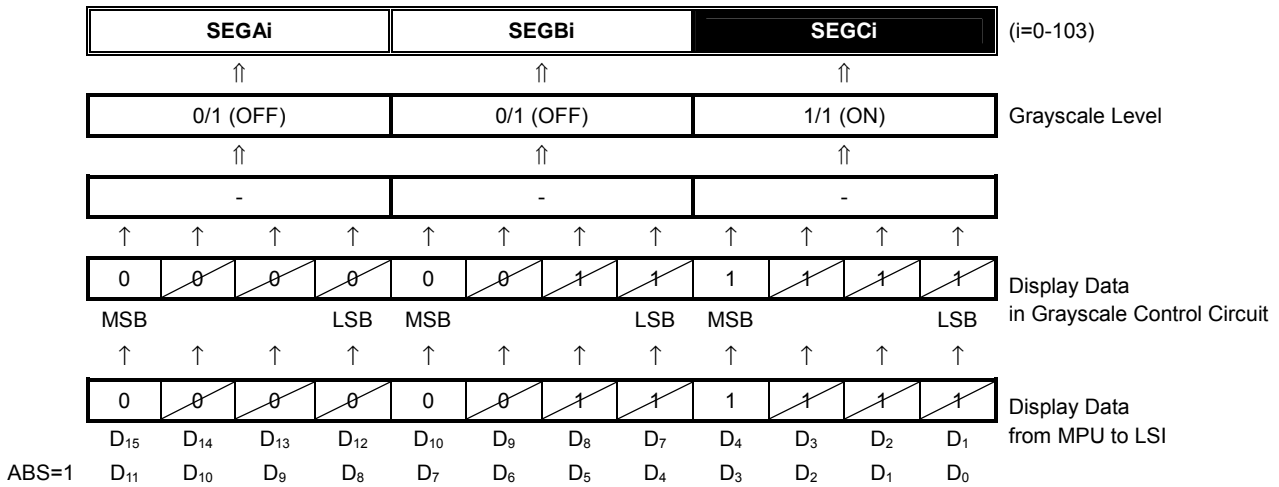 SEGAi SEGBi SEGCi (i=0-103)
⇑ ⇑ ⇑
0/1 (OFF) 0/1 (OFF) 1/1 (ON) Grayscale Level
⇑ ⇑ ⇑
- - -
↑ ↑ ↑ ↑ ↑ ↑ ↑ ↑ ↑ ↑ ↑ ↑
0 0 0 0 0 0 1 1 1 1 1 1 Display Data
in Grayscale Control Circuit
MSB LSB MSB LSB MSB LSB
↑ ↑ ↑ ↑ ↑ ↑ ↑ ↑ ↑ ↑ ↑ ↑
0 0 0 0 0 0 1 1 1 1 1 1 Display Data
from MPU to LSI
D₁₅ D₁₄ D₁₃ D₁₂ D₁₀ D₉ D₈ D₇ D₄ D₃ D₂ D₁
ABS=1 D₁₁ D₁₀ D₉ D₈ D₇ D₆ D₅ D₄ D₃ D₂ D₁ D₀